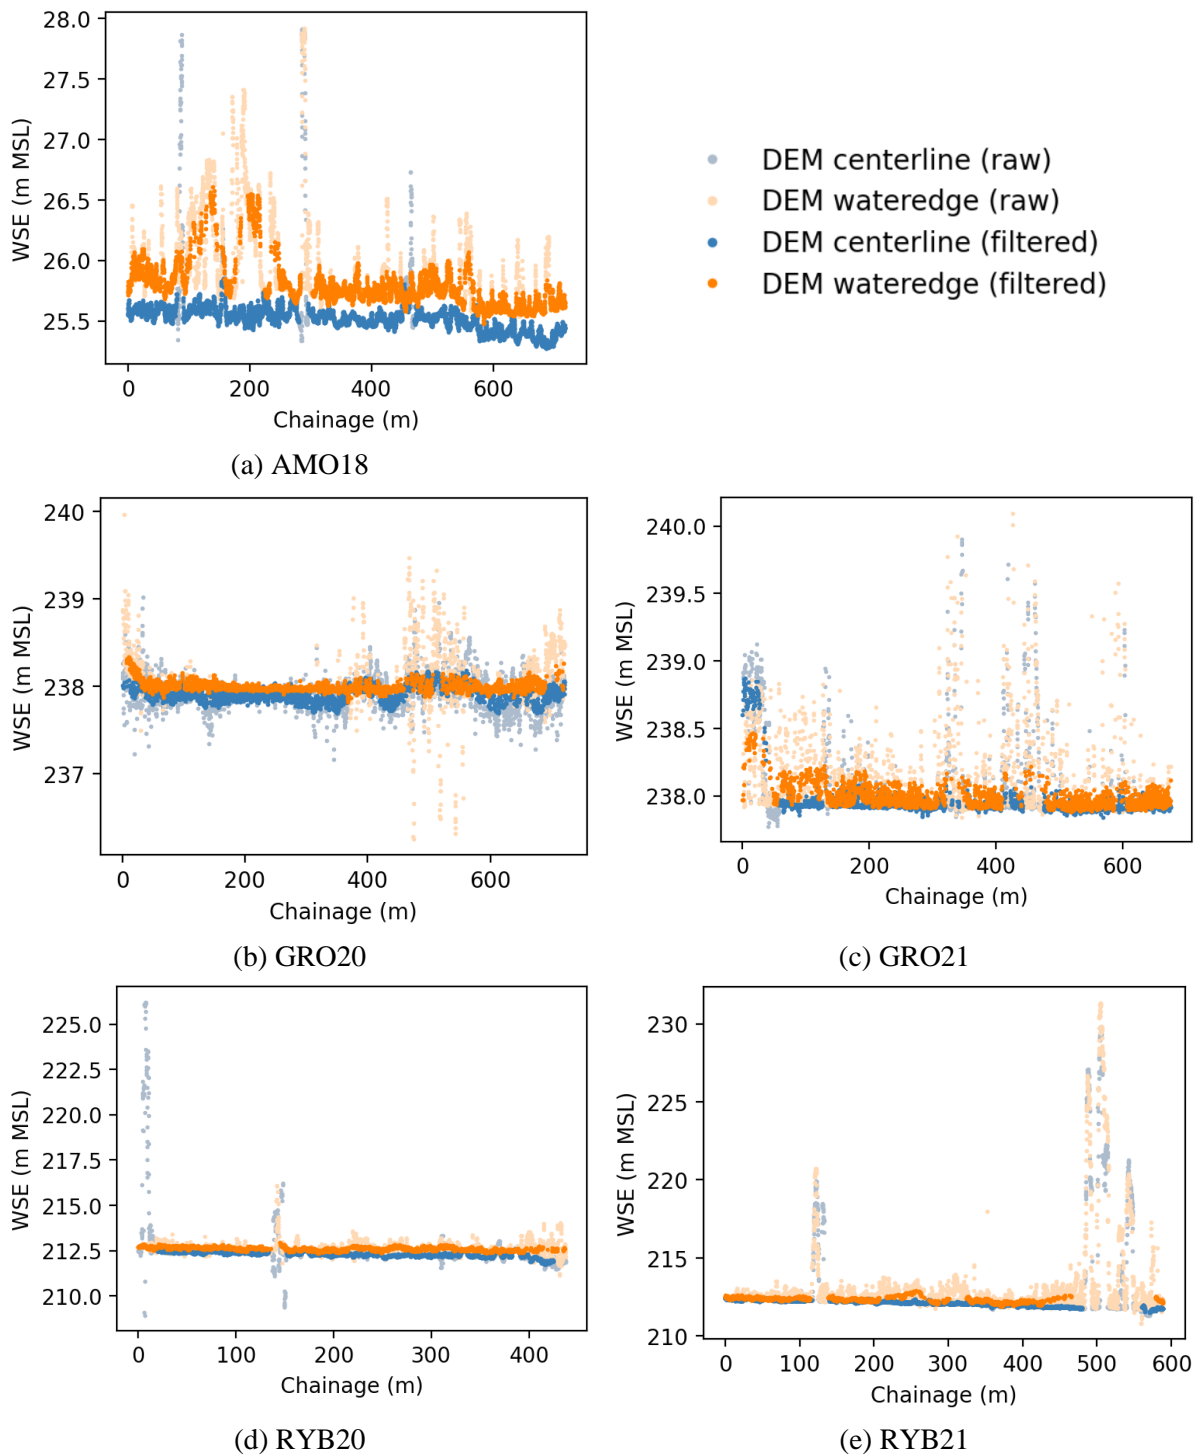 28.0
27.5
27.0
26.5
26.0
25.5
WSE (m MSL)
0 200 400 600
Chainage (m)
(a) AMO18
DEM centerline (raw)
DEM wateredge (raw)
DEM centerline (filtered)
DEM wateredge (filtered)
240
239
238
237
WSE (m MSL)
0 200 400 600
Chainage (m)
(b) GRO20
240.0
239.5
239.0
238.5
238.0
WSE (m MSL)
0 200 400 600
Chainage (m)
(c) GRO21
225.0
222.5
220.0
217.5
215.0
212.5
210.0
WSE (m MSL)
0 100 200 300 400
Chainage (m)
(d) RYB20
230
225
220
215
210
WSE (m MSL)
0 100 200 300 400 500 600
Chainage (m)
(e) RYB21